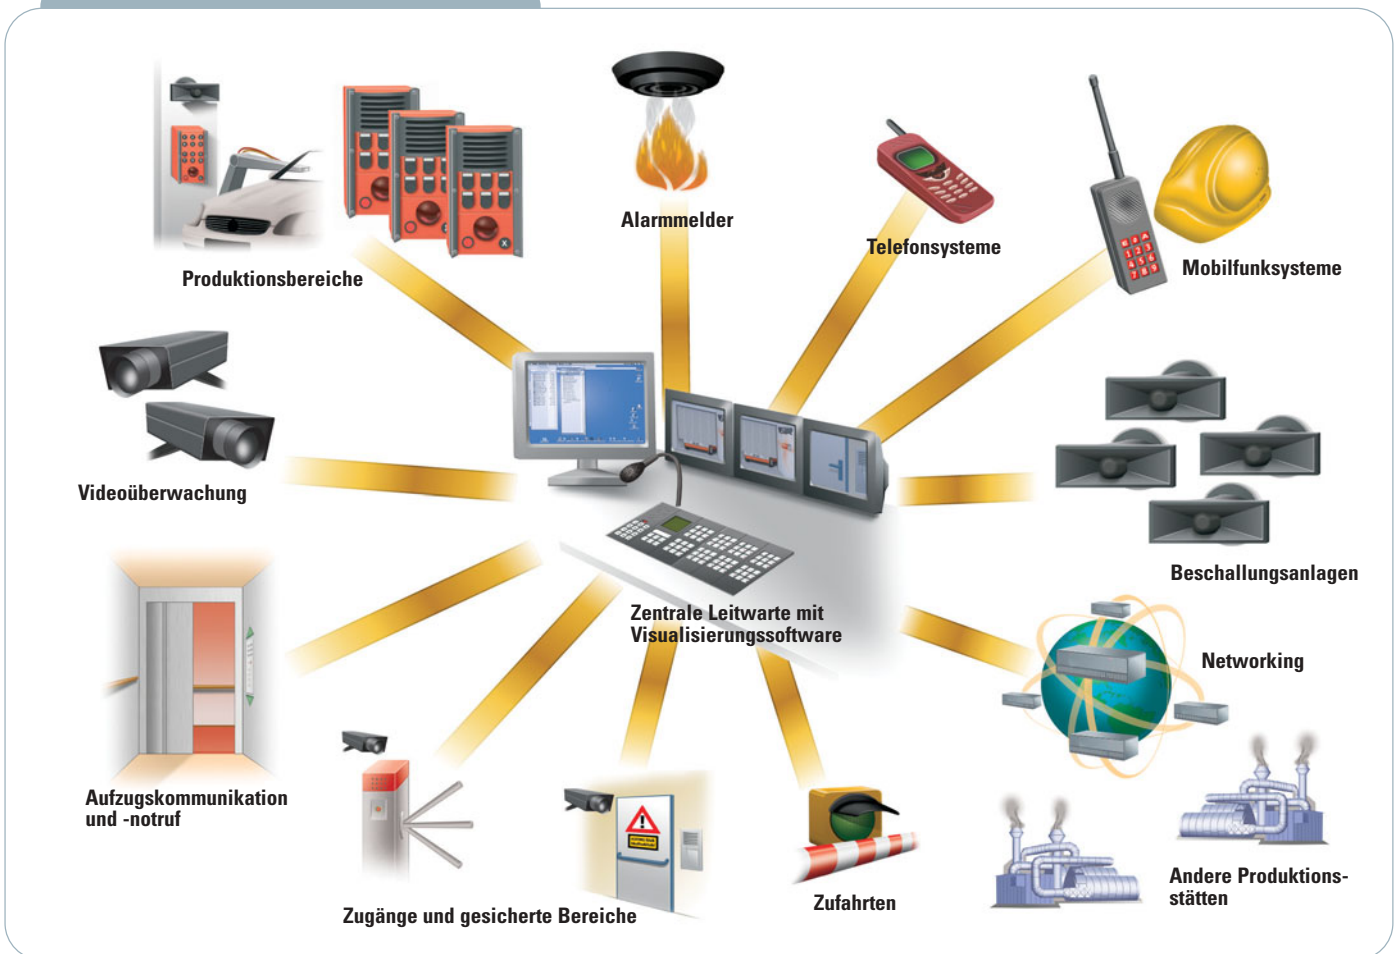 Alarmmelder
Telefonsysteme
Mobilfunksysteme
Produktionsbereiche
Videoüberwachung
Beschallungsanlagen
Zentrale Leitwarte mit
Visualisierungssoftware
Networking
Aufzugskommunikation
und -notruf
Andere Produktions-
stätten
Zufahrten
Zugänge und gesicherte Bereiche